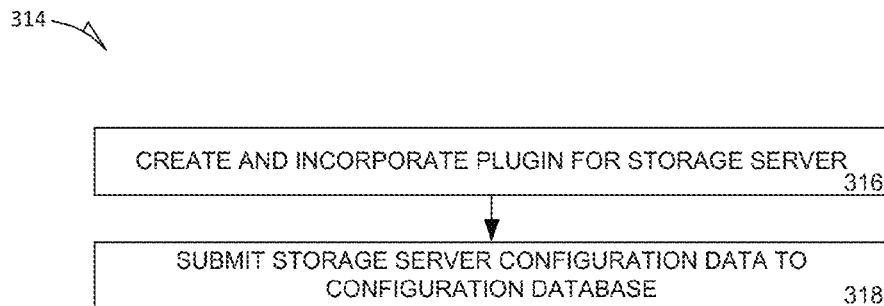 314
CREATE AND INCORPORATE PLUGIN FOR STORAGE SERVER
316
SUBMIT STORAGE SERVER CONFIGURATION DATA TO
CONFIGURATION DATABASE
318